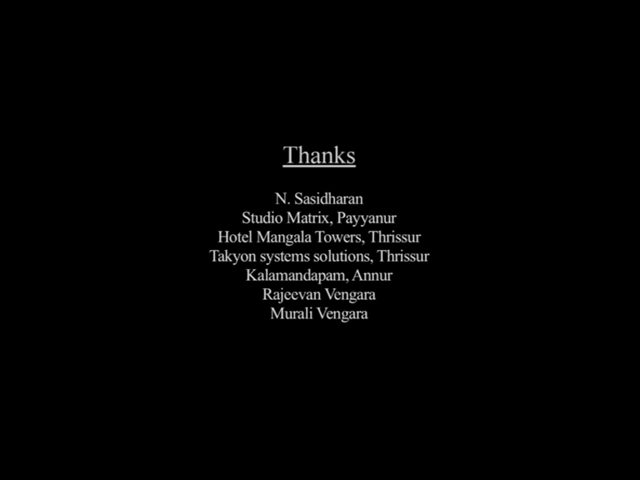 Thanks
N. Sasidharan
Studio Matrix, Payyanur
Hotel Mangala Towers, Thrissur
Takyon systems solutions, Thrissur
Kalamandapam, Annur
Rajeevan Vengara
Murali Vengara